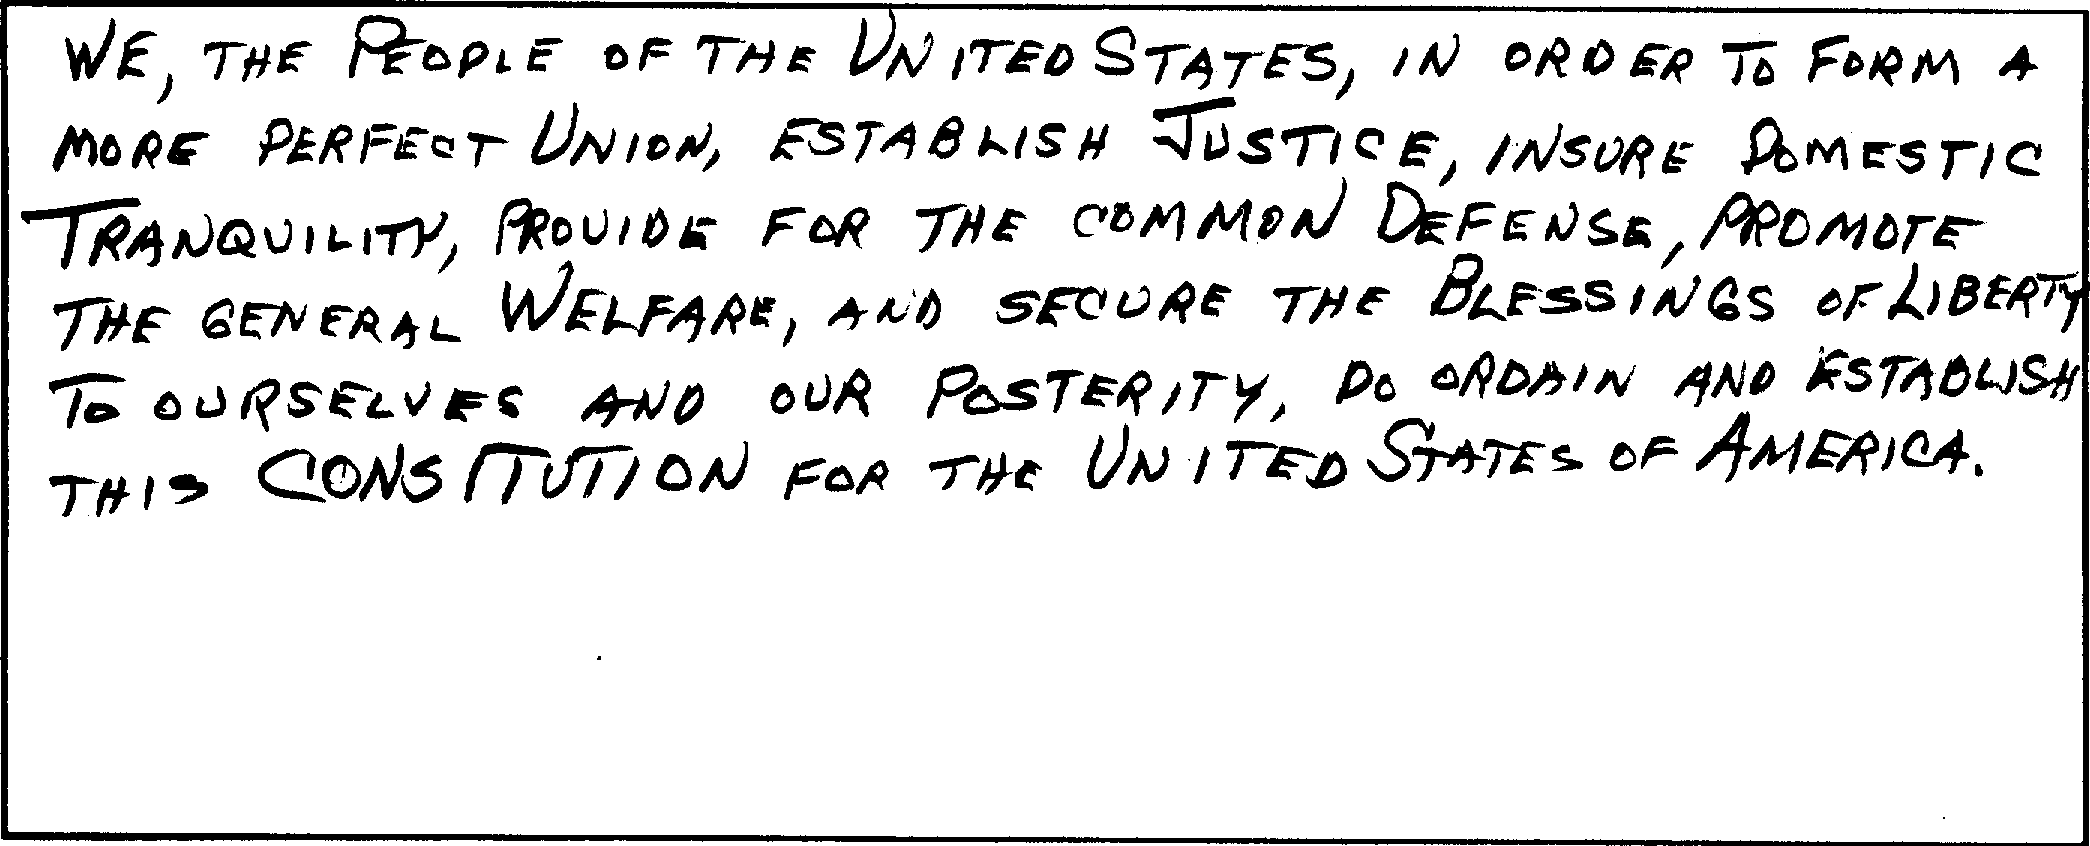 We, the People of the United States, in order to form a
more perfect Union, establish Justice, insure domestic
Tranquility, provide for the common Defense, promote
the general Welfare, and secure the Blessings of Liberty
to ourselves and our Posterity, do ordain and establish
this CONSTITUTION for the United States of America.